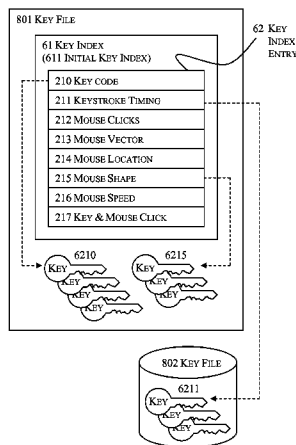 801 KEY FILE
61 KEY INDEX
(611 INITIAL KEY INDEX)
62 KEY
INDEX
ENTRY
210 KEY CODE
211 KEYSTROKE TIMING
212 MOUSE CLICKS
213 MOUSE VECTOR
214 MOUSE LOCATION
215 MOUSE SHAPE
216 MOUSE SPEED
217 KEY & MOUSE CLICK
6210
6215
KEY
KEY
KEY
KEY
KEY
KEY
KEY
KEY
802 KEY FILE
6211
KEY
KEY
KEY